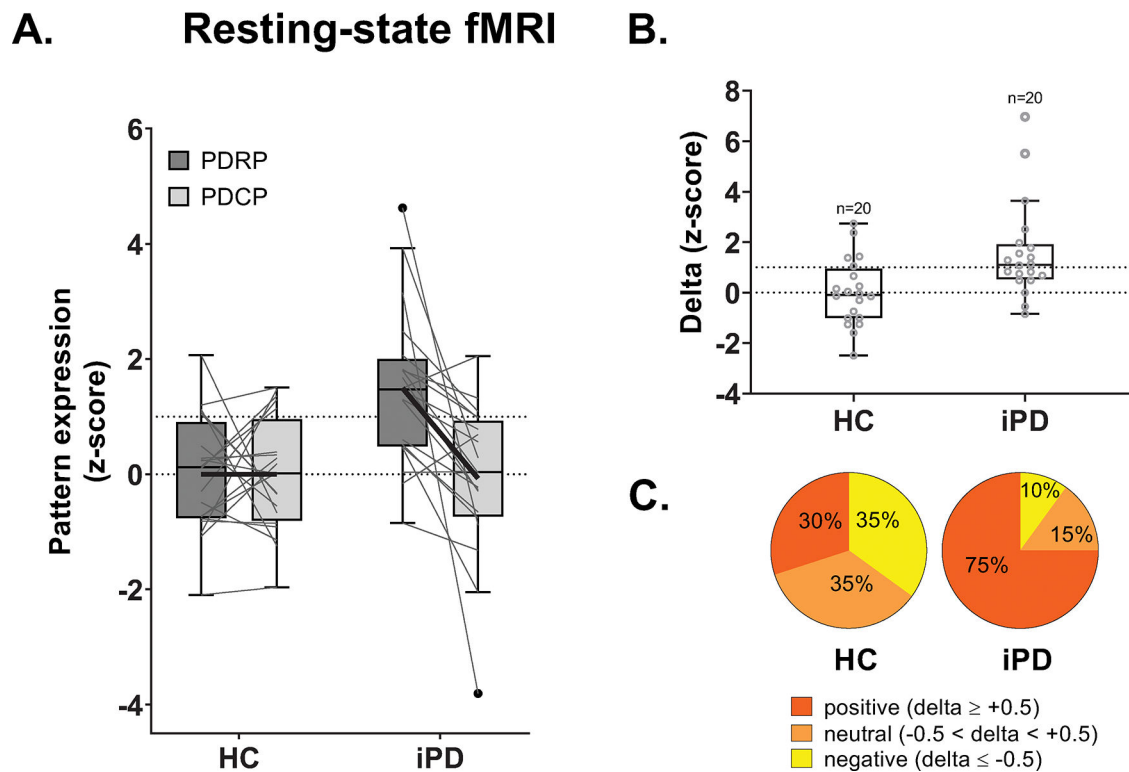 A. Resting-state fMRI
Pattern expression
(z-score)
6
4
2
0
-2
-4
PDRP
PDCP
HC iPD
B.
Delta (z-score)
8
6
4
2
0
-2
-4
n=20
n=20
HC iPD
C.
30% 35%
35%
10%
15%
75%
HC iPD
positive (delta ≥ +0.5)
neutral (-0.5 < delta < +0.5)
negative (delta ≤ -0.5)